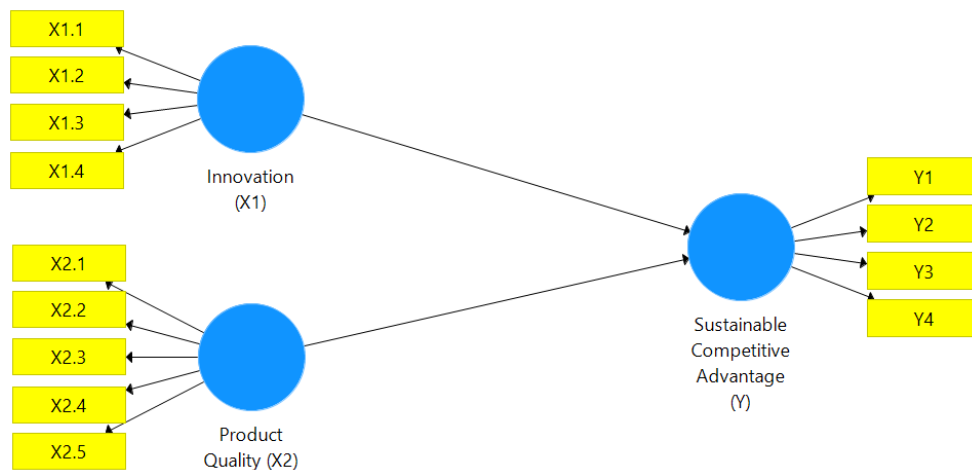 X1.1
X1.2
X1.3
X1.4
Innovation
(X1)
X2.1
X2.2
X2.3
X2.4
X2.5
Product
Quality (X2)
Y1
Y2
Y3
Y4
Sustainable
Competitive
Advantage
(Y)